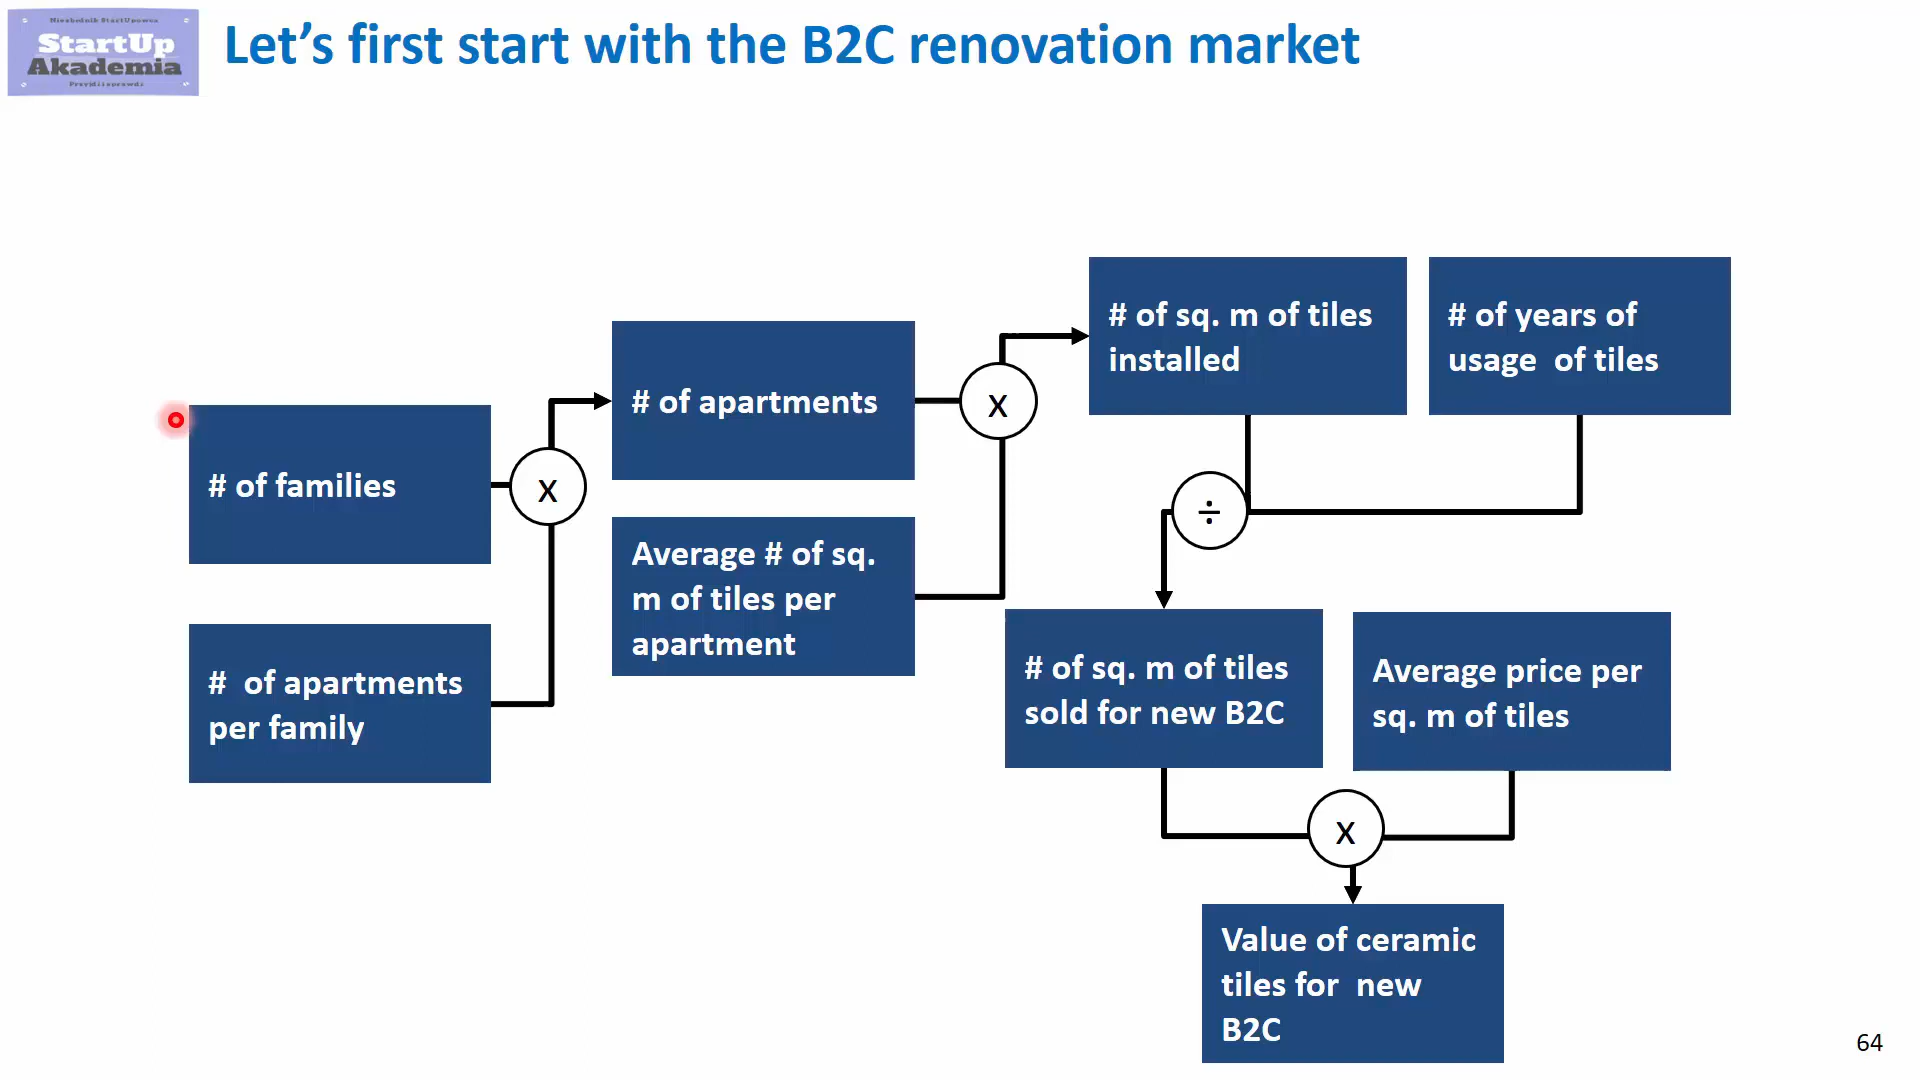 StartUp
Akademia
Let's first start with the B2C renovation market
# of families
# of apartments
per family
x
# of apartments
Average # of sq.
m of tiles per
apartment
x
# of sq. m of tiles
installed
# of years of
usage of tiles
÷
# of sq. m of tiles
sold for new B2C
Average price per
sq. m of tiles
x
Value of ceramic
tiles for new
B2C
64